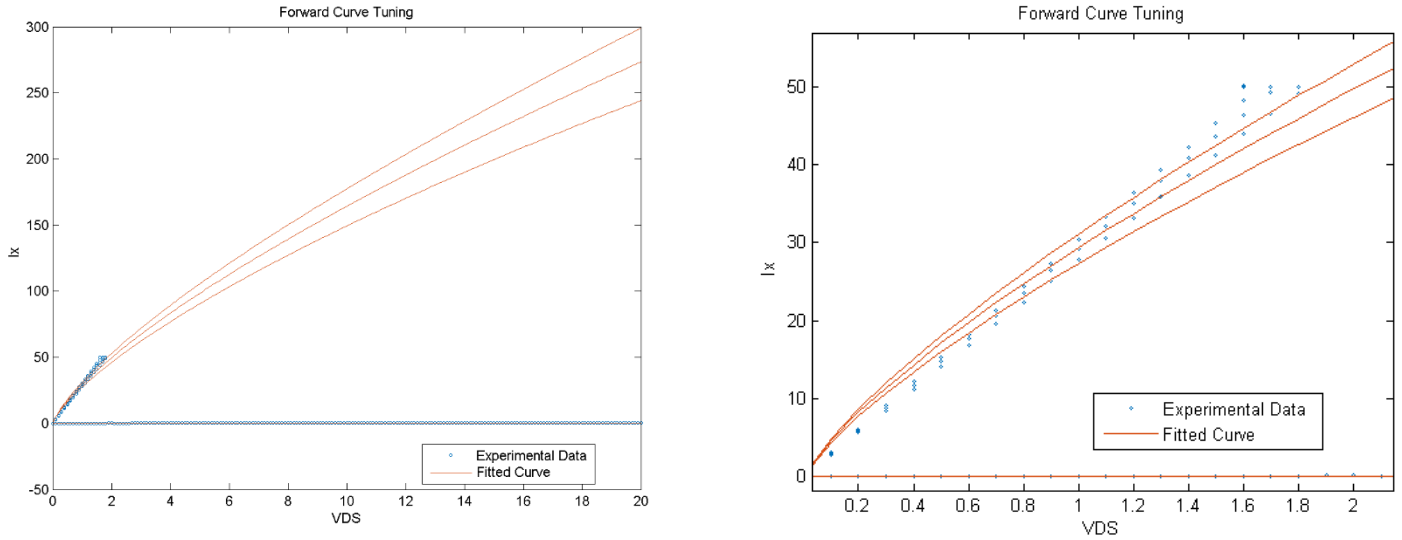 Forward Curve Tuning
300
250
200
150
100
50
0
-50
Ix
Experimental Data
Fitted Curve
0 2 4 6 8 10 12 14 16 18 20
VDS
Forward Curve Tuning
50
40
30
20
10
0
Ix
Experimental Data
Fitted Curve
0.2 0.4 0.6 0.8 1 1.2 1.4 1.6 1.8 2
VDS